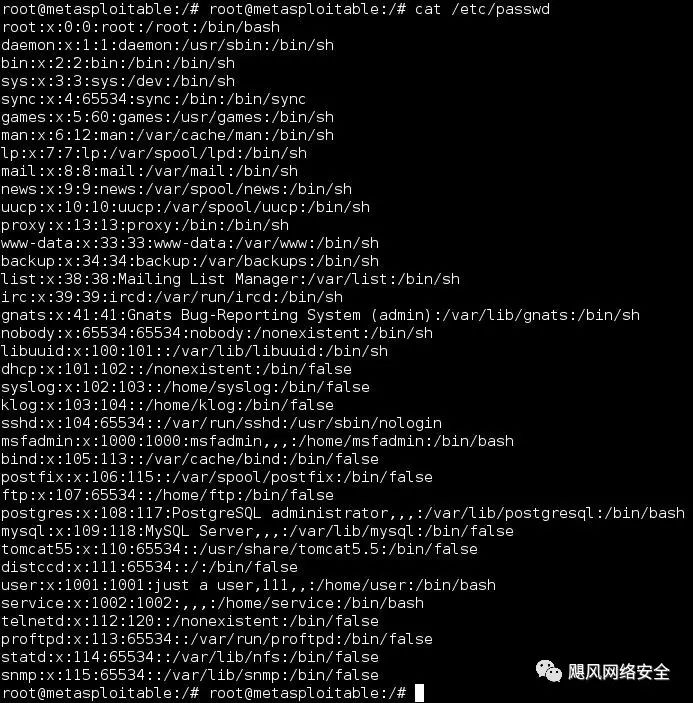 root@metasploitable:/# root@metasploitable:/# cat /etc/passwd
root:x:0:0:root:/root:/bin/bash
daemon:x:1:1:daemon:/usr/sbin:/bin/sh
bin:x:2:2:bin:/bin:/bin/sh
sys:x:3:3:sys:/dev:/bin/sh
sync:x:4:65534:sync:/bin:/bin/sync
games:x:5:60:games:/usr/games:/bin/sh
man:x:6:12:man:/var/cache/man:/bin/sh
lp:x:7:7:lp:/var/spool/lpd:/bin/sh
mail:x:8:8:mail:/var/mail:/bin/sh
news:x:9:9:news:/var/spool/news:/bin/sh
uucp:x:10:10:uucp:/var/spool/uucp:/bin/sh
proxy:x:13:13:proxy:/bin:/bin/sh
www-data:x:33:33:www-data:/var/www:/bin/sh
backup:x:34:34:backup:/var/backups:/bin/sh
list:x:38:38:Mailing List Manager:/var/list:/bin/sh
irc:x:39:39:ircd:/var/run/ircd:/bin/sh
gnats:x:41:41:Gnats Bug-Reporting System (admin):/var/lib/gnats:/bin/sh
nobody:x:65534:65534:nobody:/nonexistent:/bin/sh
libuuid:x:100:101::/var/lib/libuuid:/bin/sh
dhcp:x:101:102::/nonexistent:/bin/false
syslog:x:102:103::/home/syslog:/bin/false
klog:x:103:104::/home/klog:/bin/false
sshd:x:104:65534::/var/run/sshd:/usr/sbin/nologin
msfadmin:x:1000:1000:msfadmin,,,:/home/msfadmin:/bin/bash
bind:x:105:113::/var/cache/bind:/bin/false
postfix:x:106:115::/var/spool/postfix:/bin/false
ftp:x:107:65534::/home/ftp:/bin/false
postgres:x:108:117:PostgreSQL administrator,,,:/var/lib/postgresql:/bin/bash
mysql:x:109:118:MySQL Server,,,:/var/lib/mysql:/bin/false
tomcat55:x:110:65534::/usr/share/tomcat5.5:/bin/false
distccd:x:111:65534::/:/bin/false
user:x:1001:1001:just a user,111,,:/home/user:/bin/bash
service:x:1002:1002:,,,:/home/service:/bin/bash
telnetd:x:112:120::/nonexistent:/bin/false
proftpd:x:113:65534::/var/run/proftpd:/bin/false
statd:x:114:65534::/var/lib/nfs:/bin/false
snmp:x:115:65534::/var/lib/snmp:/bin/false
飓风网络安全
root@metasploitable:/# root@metasploitable:/#